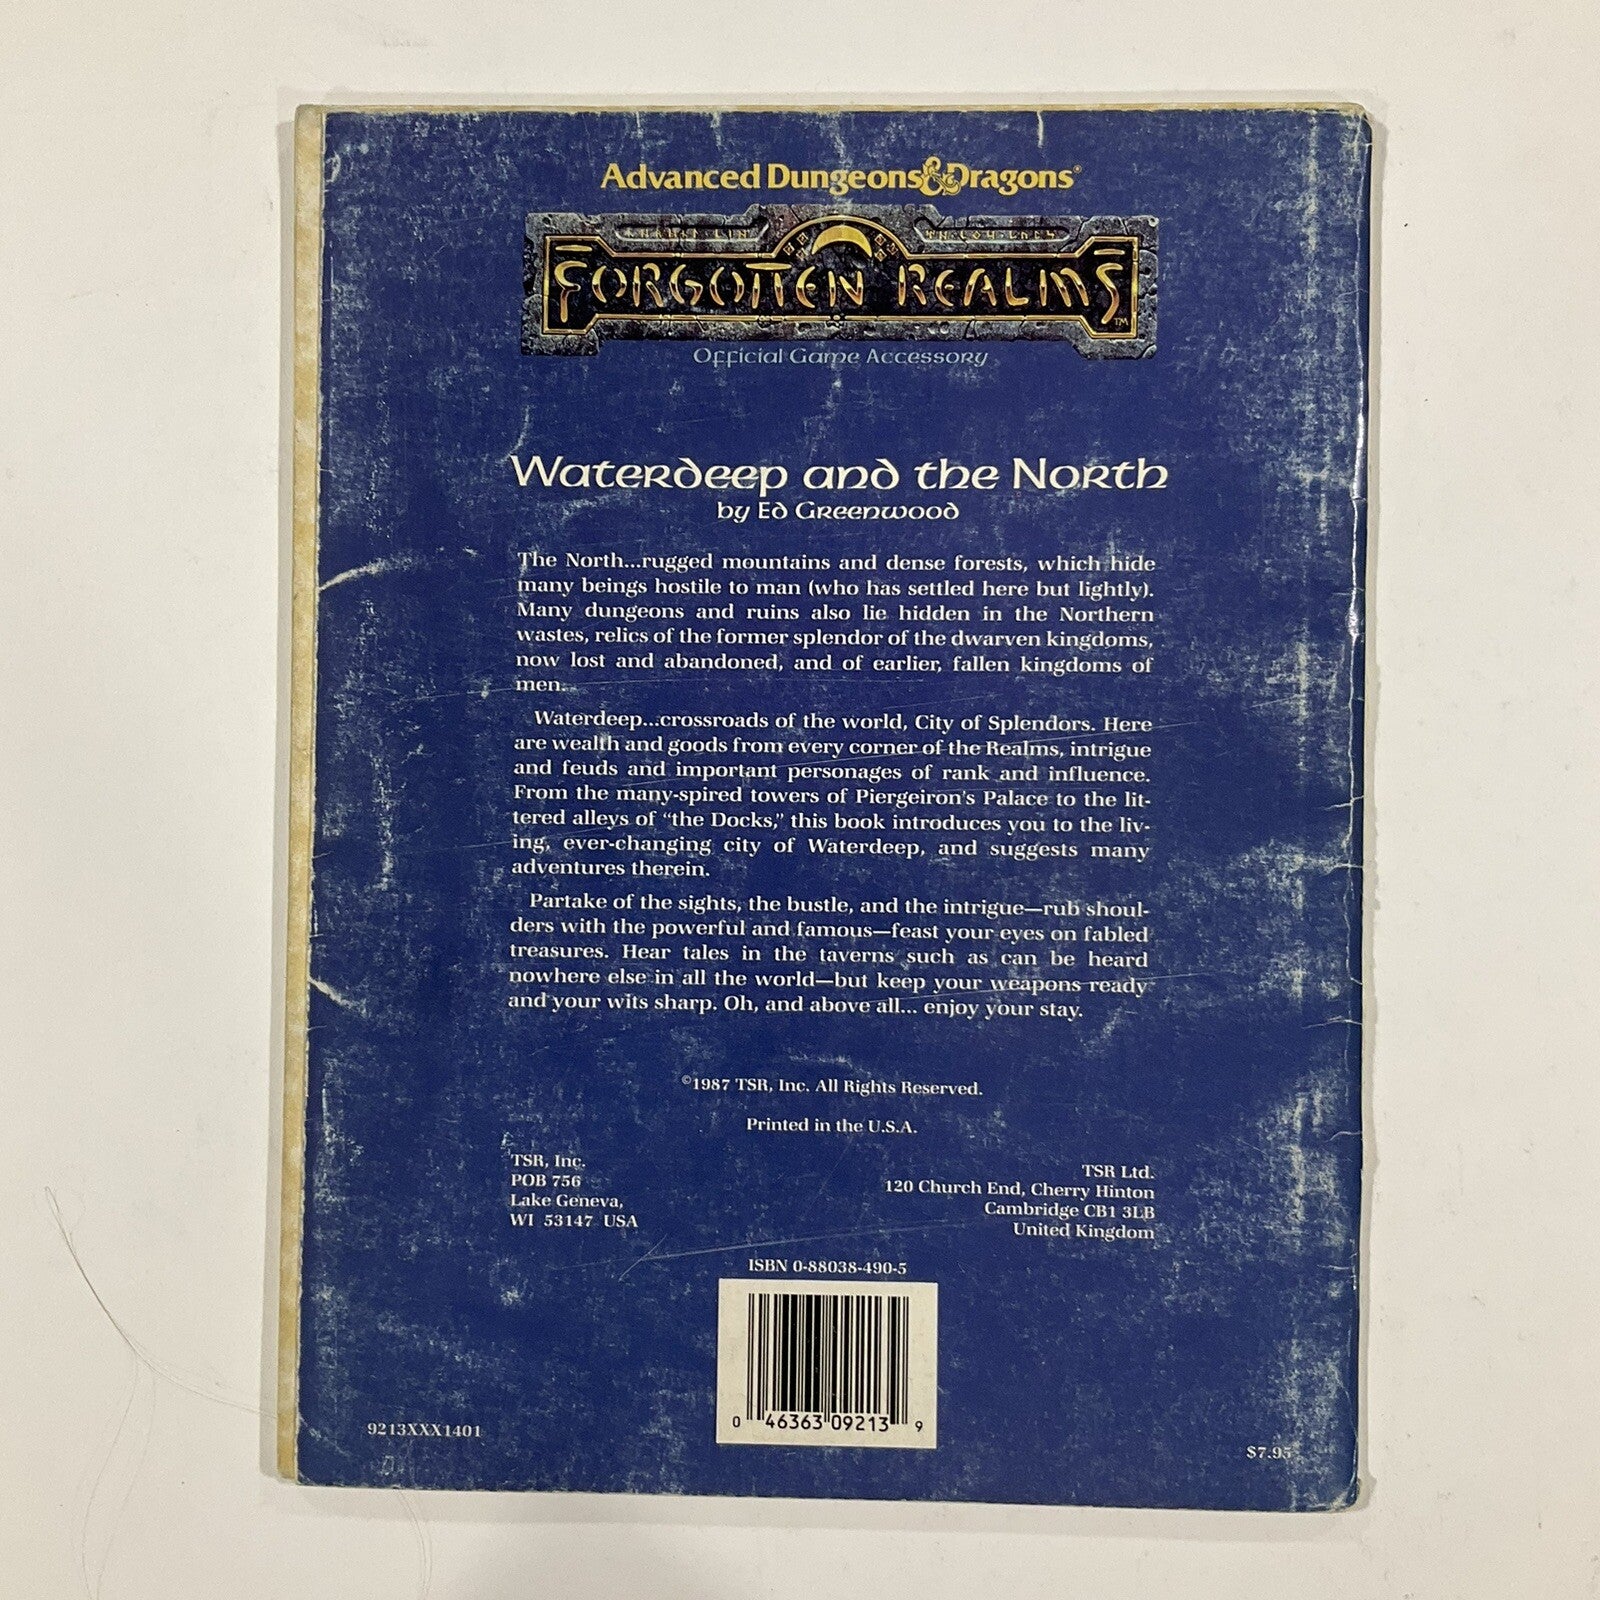 Advanced Dungeons & Dragons®
FORGOTTEN REALMS™
Official Game Accessory
Waterdeep and the North
by Ed Greenwood
The North...rugged mountains and dense forests, which hide
many beings hostile to man (who has settled here but lightly).
Many dungeons and ruins also lie hidden in the Northern
wastes, relics of the former splendor of the dwarven kingdoms,
now lost and abandoned, and of earlier, fallen kingdoms of
men.
Waterdeep...crossroads of the world, City of Splendors. Here
are wealth and goods from every corner of the Realms, intrigue
and feuds and important personages of rank and influence.
From the many-spired towers of Piergeiron's Palace to the lit-
tered alleys of "the Docks," this book introduces you to the liv-
ing, ever-changing city of Waterdeep, and suggests many
adventures therein.
Partake of the sights, the bustle, and the intrigue—rub shoul-
ders with the powerful and famous—feast your eyes on fabled
treasures. Hear tales in the taverns such as can be heard
nowhere else in all the world—but keep your weapons ready
and your wits sharp. Oh, and above all... enjoy your stay.
©1987 TSR, Inc. All Rights Reserved.
Printed in the U.S.A.
TSR, Inc.
POB 756
Lake Geneva,
WI 53147 USA
TSR Ltd.
120 Church End, Cherry Hinton
Cambridge CB1 3LB
United Kingdom
ISBN 0-88038-490-5
0 46363 09213 9
9213XXX1401
$7.95